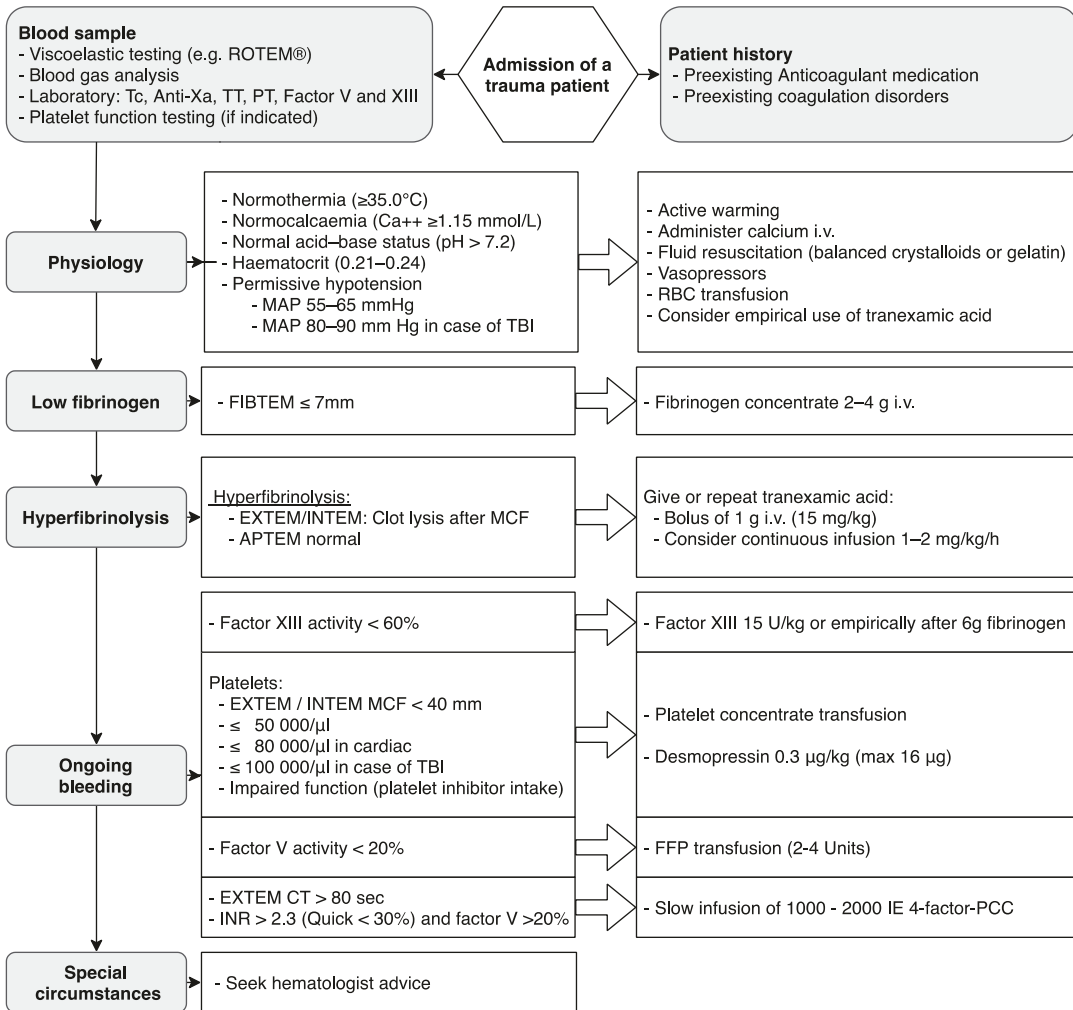 Blood sample
- Viscoelastic testing (e.g. ROTEM®)
- Blood gas analysis
- Laboratory: Tc, Anti-Xa, TT, PT, Factor V and XIII
- Platelet function testing (if indicated)
Admission of a
trauma patient
Patient history
- Preexisting Anticoagulant medication
- Preexisting coagulation disorders
Physiology
- Normothermia (≥35.0°C)
- Normocalcaemia (Ca++ ≥1.15 mmol/L)
- Normal acid–base status (pH > 7.2)
- Haematocrit (0.21–0.24)
- Permissive hypotension
- MAP 55–65 mmHg
- MAP 80–90 mm Hg in case of TBI
- Active warming
- Administer calcium i.v.
- Fluid resuscitation (balanced crystalloids or gelatin)
- Vasopressors
- RBC transfusion
- Consider empirical use of tranexamic acid
Low fibrinogen
- FIBTEM ≤ 7mm
- Fibrinogen concentrate 2–4 g i.v.
Hyperfibrinolysis
Hyperfibrinolysis:
- EXTEM/INTEM: Clot lysis after MCF
- APTEM normal
Give or repeat tranexamic acid:
- Bolus of 1 g i.v. (15 mg/kg)
- Consider continuous infusion 1–2 mg/kg/h
Ongoing
bleeding
- Factor XIII activity < 60%
- Factor XIII 15 U/kg or empirically after 6g fibrinogen
Platelets:
- EXTEM / INTEM MCF < 40 mm
- ≤ 50 000/µl
- ≤ 80 000/µl in cardiac
- ≤ 100 000/µl in case of TBI
- Impaired function (platelet inhibitor intake)
- Platelet concentrate transfusion
- Desmopressin 0.3 µg/kg (max 16 µg)
- Factor V activity < 20%
- FFP transfusion (2-4 Units)
- EXTEM CT > 80 sec
- INR > 2.3 (Quick < 30%) and factor V >20%
- Slow infusion of 1000 - 2000 IE 4-factor-PCC
Special
circumstances
- Seek hematologist advice